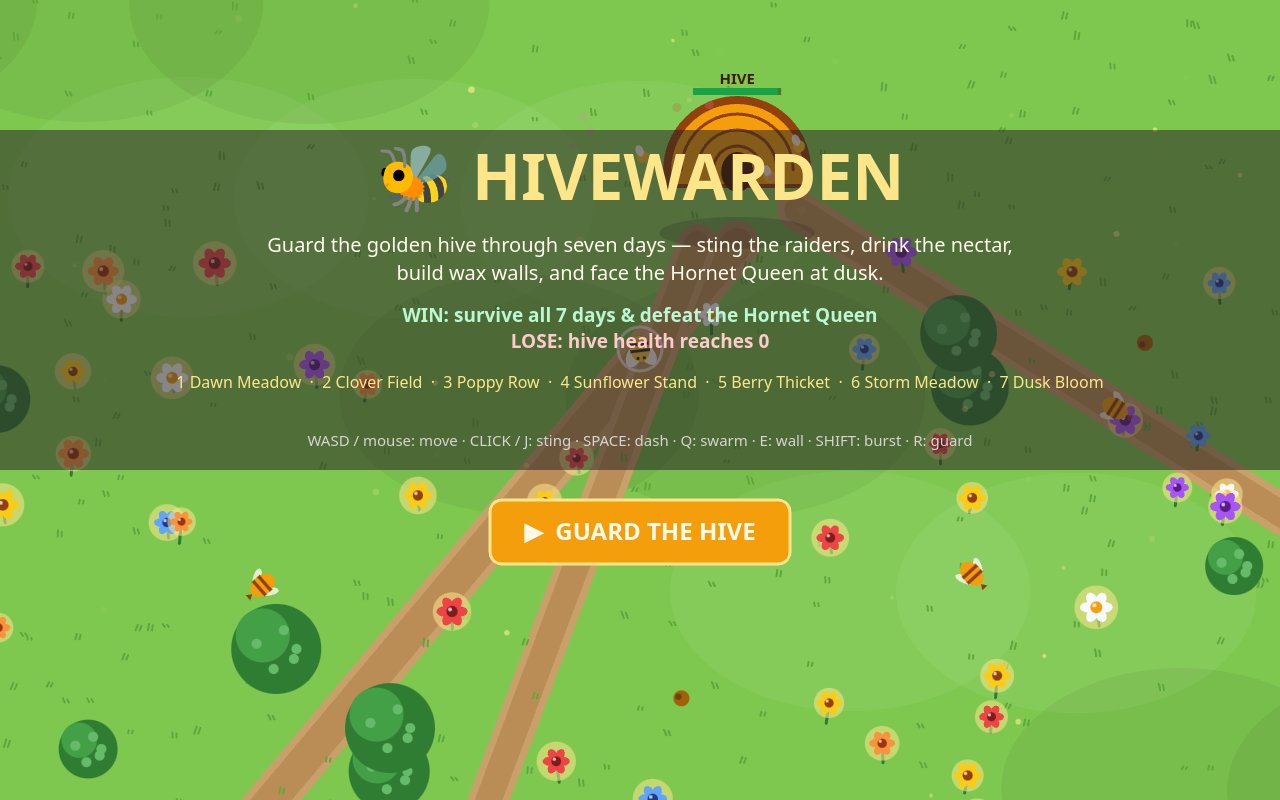 HIVE
HIVEWARDEN
Guard the golden hive through seven days — sting the raiders, drink the nectar,
build wax walls, and face the Hornet Queen at dusk.
WIN: survive all 7 days & defeat the Hornet Queen
LOSE: hive health reaches 0
1 Dawn Meadow · 2 Clover Field · 3 Poppy Row · 4 Sunflower Stand · 5 Berry Thicket · 6 Storm Meadow · 7 Dusk Bloom
WASD / mouse: move · CLICK / J: sting · SPACE: dash · Q: swarm · E: wall · SHIFT: burst · R: guard
▶ GUARD THE HIVE